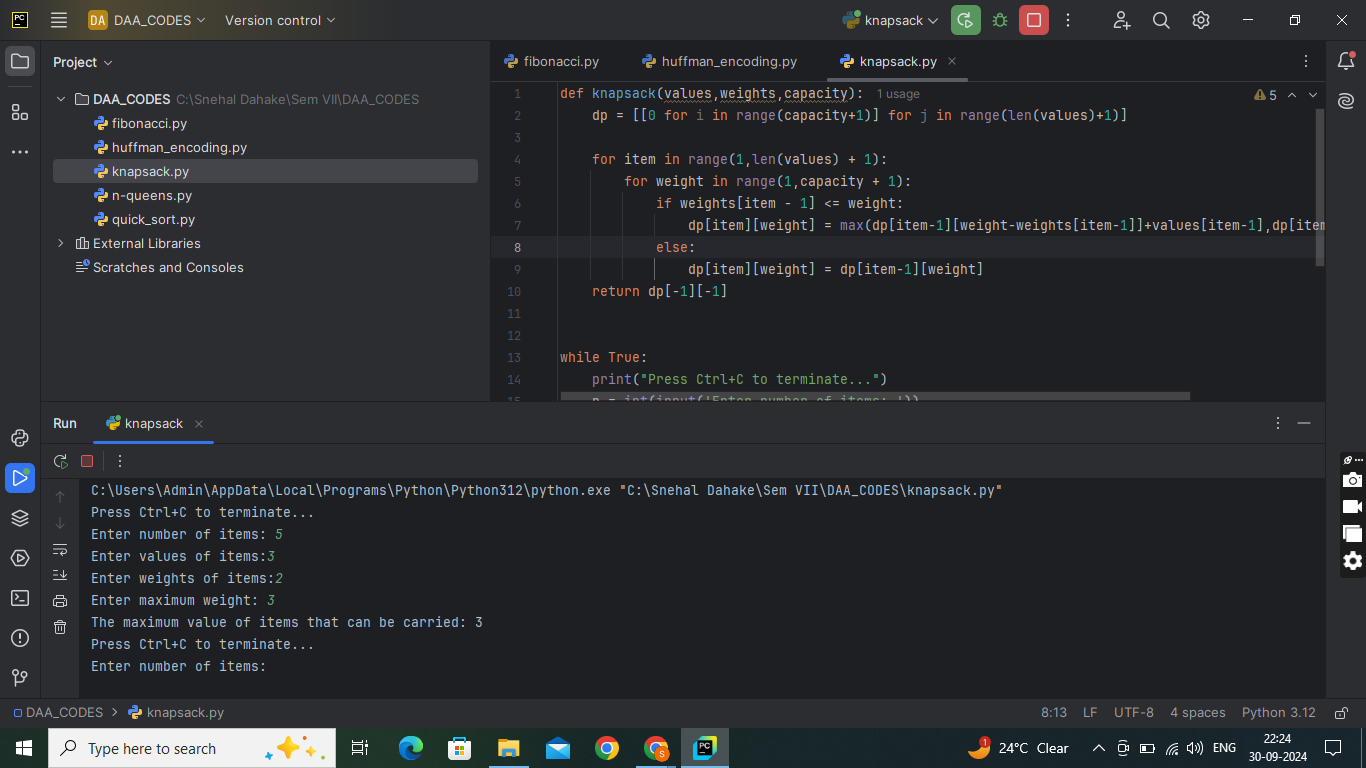 PC
DA DAA_CODES Version control knapsack
Project
DAA_CODES C:\Snehal Dahake\Sem VII\DAA_CODES
fibonacci.py
huffman_encoding.py
knapsack.py
n-queens.py
quick_sort.py
External Libraries
Scratches and Consoles
fibonacci.py huffman_encoding.py knapsack.py
1 def knapsack(values,weights,capacity): 1 usage 5
2 dp = [[0 for i in range(capacity+1)] for j in range(len(values)+1)]
3
4 for item in range(1,len(values) + 1):
5 for weight in range(1,capacity + 1):
6 if weights[item - 1] <= weight:
7 dp[item][weight] = max(dp[item-1][weight-weights[item-1]]+values[item-1],dp[item
8 else:
9 dp[item][weight] = dp[item-1][weight]
10 return dp[-1][-1]
11
12
13 while True:
14 print("Press Ctrl+C to terminate...")
15 n = int(input('Enter number of items: '))
Run knapsack
C:\Users\Admin\AppData\Local\Programs\Python\Python312\python.exe "C:\Snehal Dahake\Sem VII\DAA_CODES\knapsack.py"
Press Ctrl+C to terminate...
Enter number of items: 5
Enter values of items:3
Enter weights of items:2
Enter maximum weight: 3
The maximum value of items that can be carried: 3
Press Ctrl+C to terminate...
Enter number of items:
DAA_CODES > knapsack.py 8:13 LF UTF-8 4 spaces Python 3.12
Type here to search S PC 1 24°C Clear ENG 22:24
30-09-2024